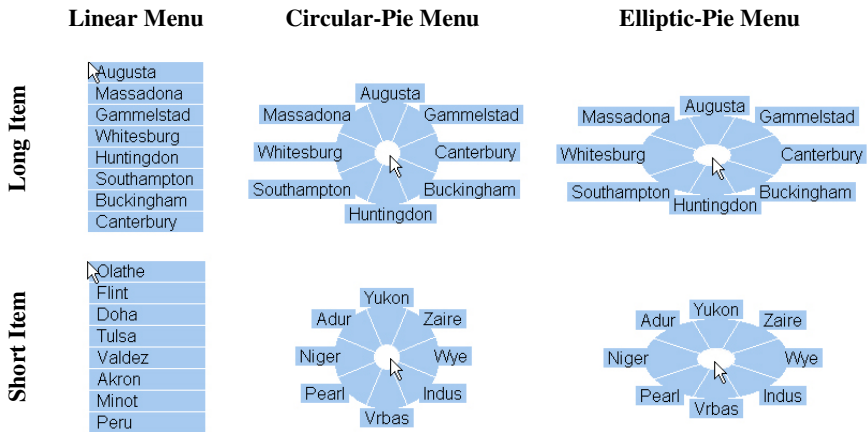 Linear Menu Circular-Pie Menu Elliptic-Pie Menu
Long Item
Augusta
Massadona
Gammelstad
Whitesburg
Huntingdon
Southampton
Buckingham
Canterbury
Augusta
Massadona Gammelstad
Whitesburg Canterbury
Southampton Buckingham
Huntingdon
Augusta
Massadona Gammelstad
Whitesburg Canterbury
Southampton Buckingham
Huntingdon
Short Item
Olathe
Flint
Doha
Tulsa
Valdez
Akron
Minot
Peru
Yukon
Adur Zaire
Niger Wye
Pearl Indus
Vrbas
Yukon
Adur Zaire
Niger Wye
Pearl Indus
Vrbas